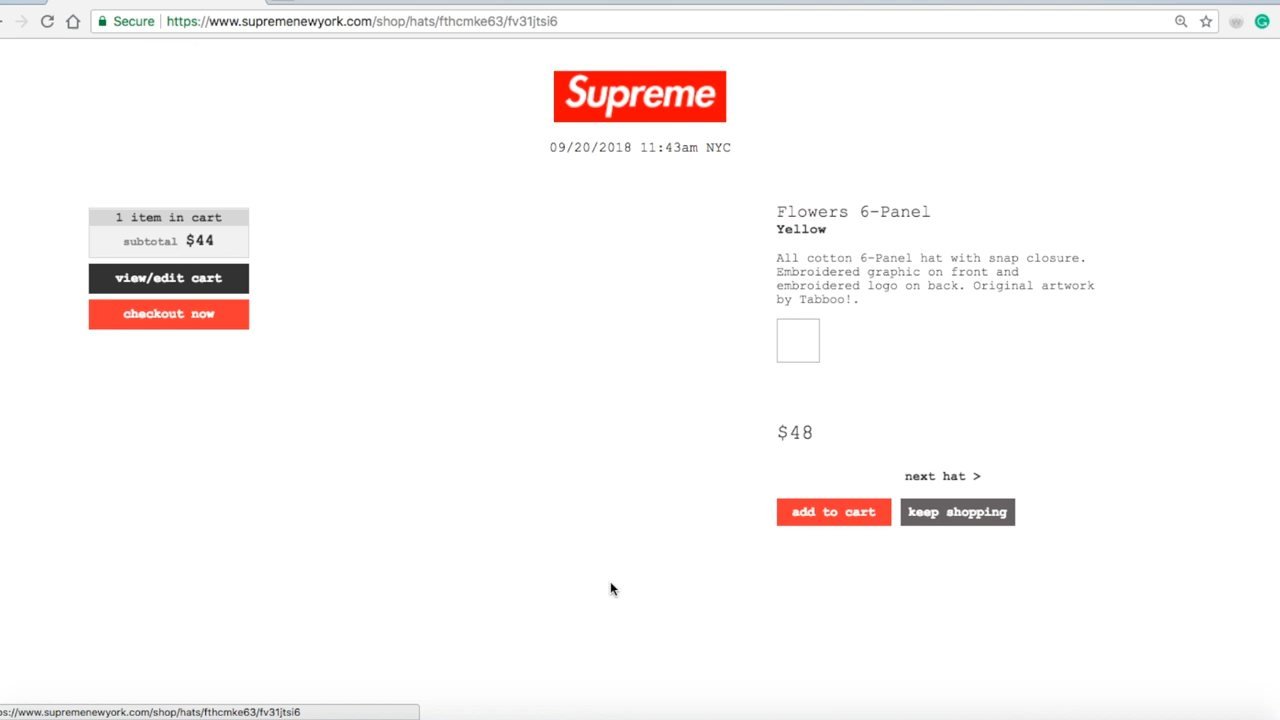 Secure https://www.supremenewyork.com/shop/hats/fthcmke63/fv31jtsi6
Supreme
09/20/2018 11:43am NYC
1 item in cart
subtotal $44
view/edit cart
checkout now
Flowers 6-Panel
Yellow
All cotton 6-Panel hat with snap closure.
Embroidered graphic on front and
embroidered logo on back. Original artwork
by Tabboo!.
$48
next hat >
add to cart
keep shopping
ps://www.supremenewyork.com/shop/hats/fthcmke63/fv31jtsi6